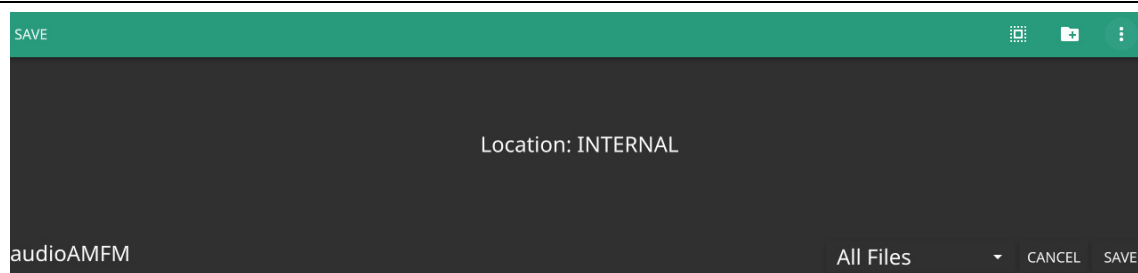 SAVE
Location: INTERNAL
audioAMFM
All Files CANCEL SAVE